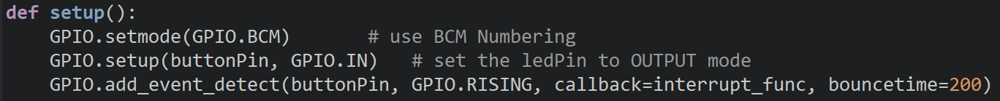 def setup():
    GPIO.setmode(GPIO.BCM)       # use BCM Numbering
    GPIO.setup(buttonPin, GPIO.IN)   # set the ledPin to OUTPUT mode
    GPIO.add_event_detect(buttonPin, GPIO.RISING, callback=interrupt_func, bouncetime=200)